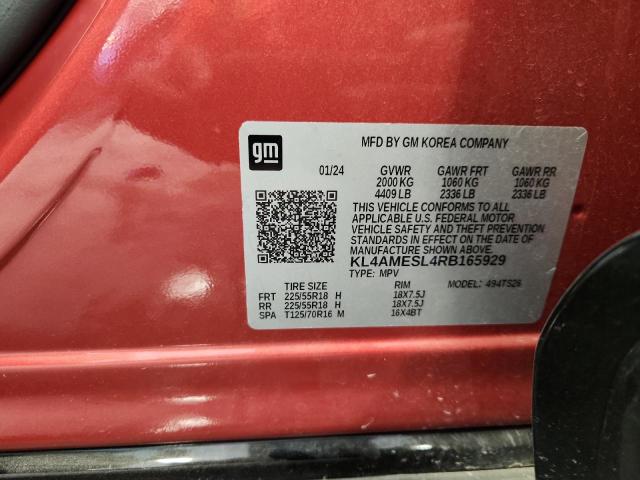 gm
MFD BY GM KOREA COMPANY
01/24 GVWR GAWR FRT GAWR RR
2000 KG 1060 KG 1060 KG
4409 LB 2336 LB 2336 LB
THIS VEHICLE CONFORMS TO ALL
APPLICABLE U.S. FEDERAL MOTOR
VEHICLE SAFETY AND THEFT PREVENTION
STANDARDS IN EFFECT ON THE DATE OF
MANUFACTURE SHOWN ABOVE.
KL4AMESL4RB165929
TYPE: MPV
TIRE SIZE RIM MODEL: 494TS26
FRT 225/55R18 H 18X7.5J
RR 225/55R18 H 18X7.5J
SPA T125/70R16 M 16X4BT